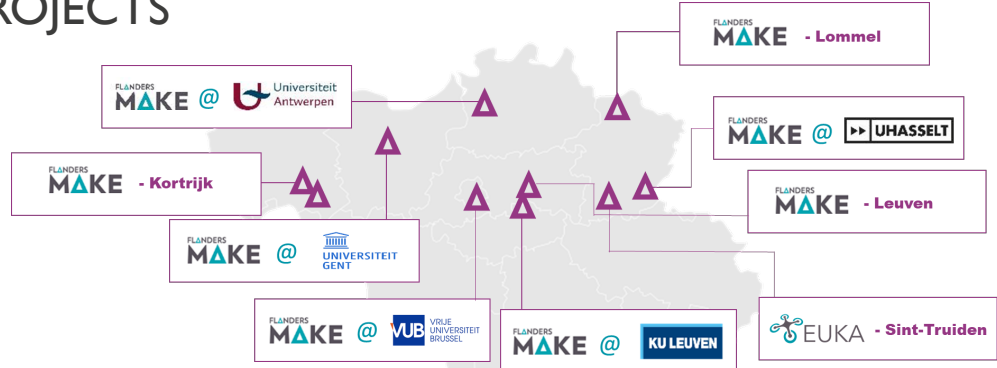 ROJECTS
FLANDERS
MAKE - Lommel
FLANDERS
MAKE @ Universiteit
Antwerpen
FLANDERS
MAKE @ UHASSELT
FLANDERS
MAKE - Kortrijk
FLANDERS
MAKE - Leuven
FLANDERS
MAKE @ UNIVERSITEIT
GENT
FLANDERS
MAKE @ VUB VRIJE
UNIVERSITEIT
BRUSSEL
FLANDERS
MAKE @ KU LEUVEN
EUKA - Sint-Truiden